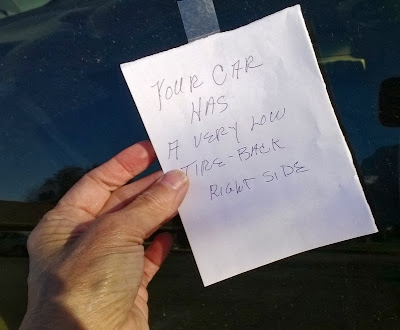 YOUR CAR
HAS
A VERY LOW
TIRE-BACK
RIGHT SIDE